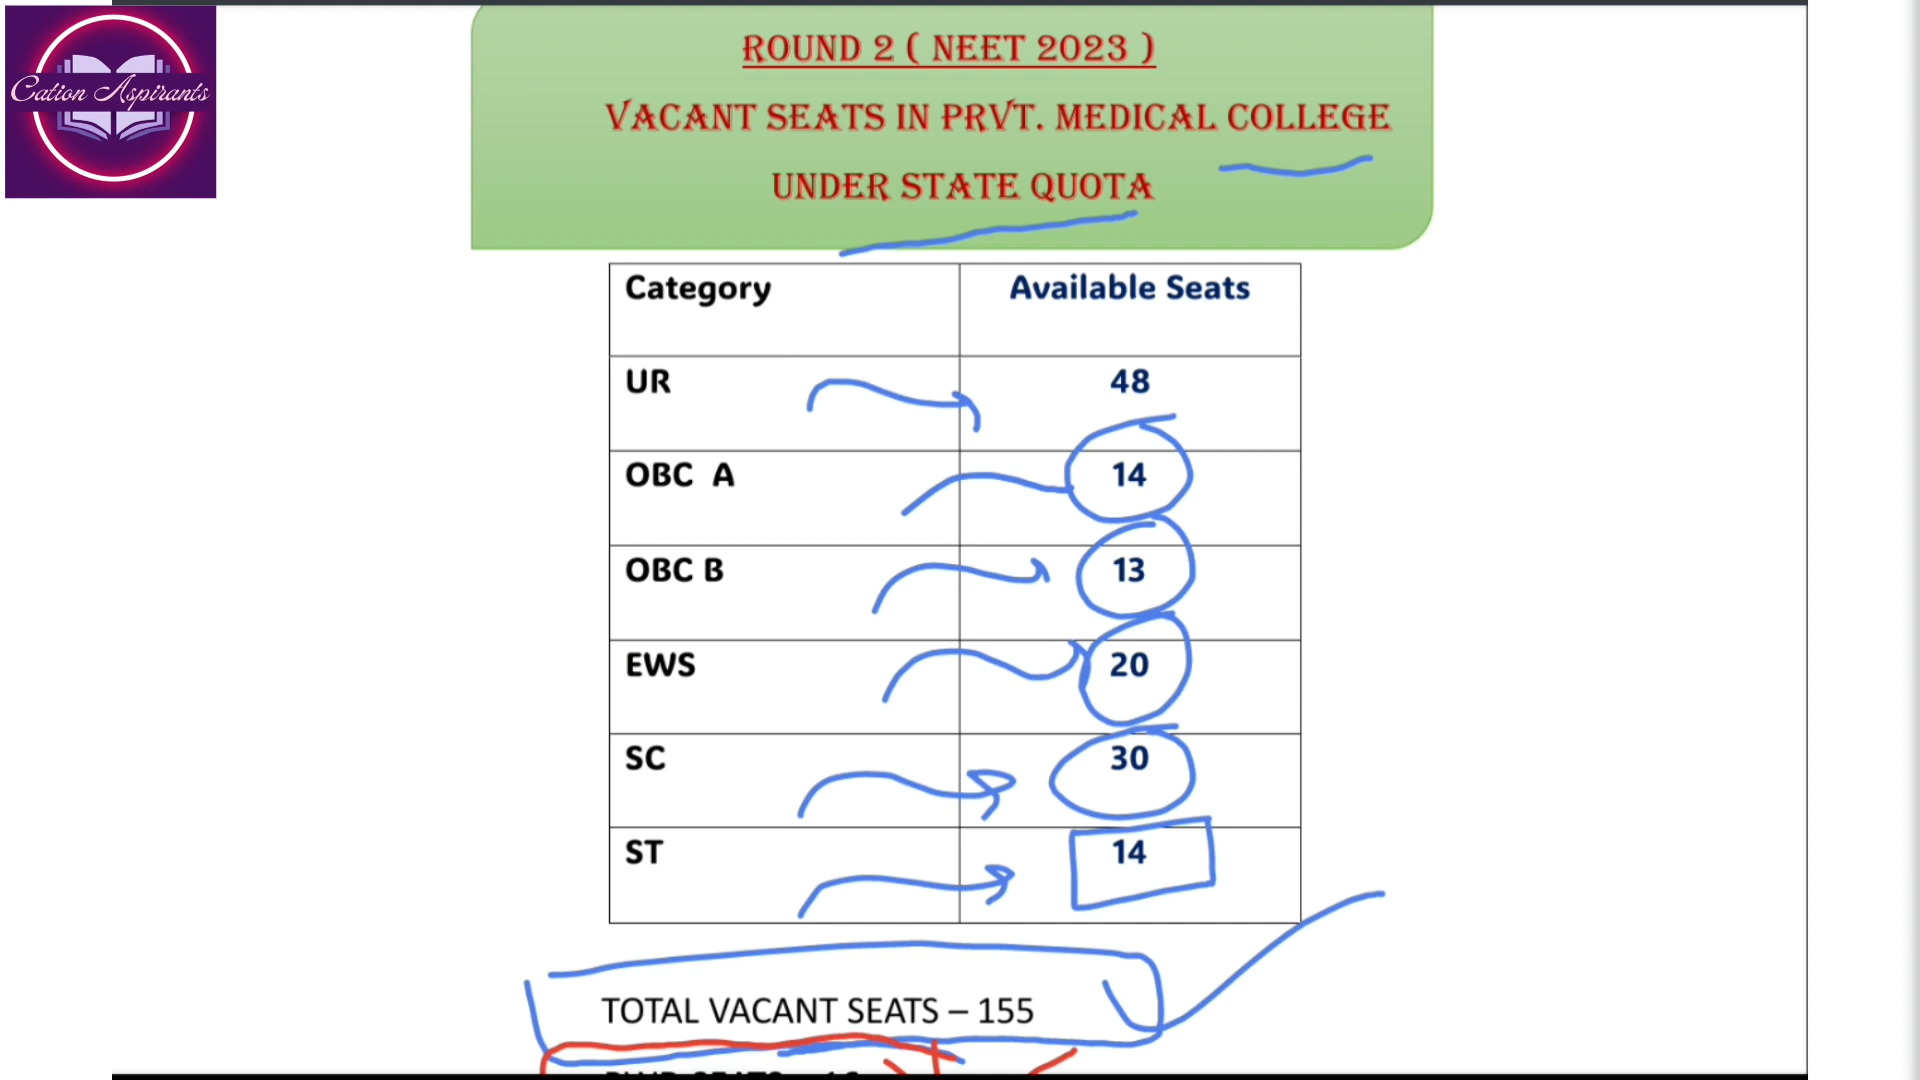 Cation Aspirants
ROUND 2 ( NEET 2023 )
VACANT SEATS IN PRVT. MEDICAL COLLEGE
UNDER STATE QUOTA
Category Available Seats
UR 48
OBC A 14
OBC B 13
EWS 20
SC 30
ST 14
TOTAL VACANT SEATS – 155